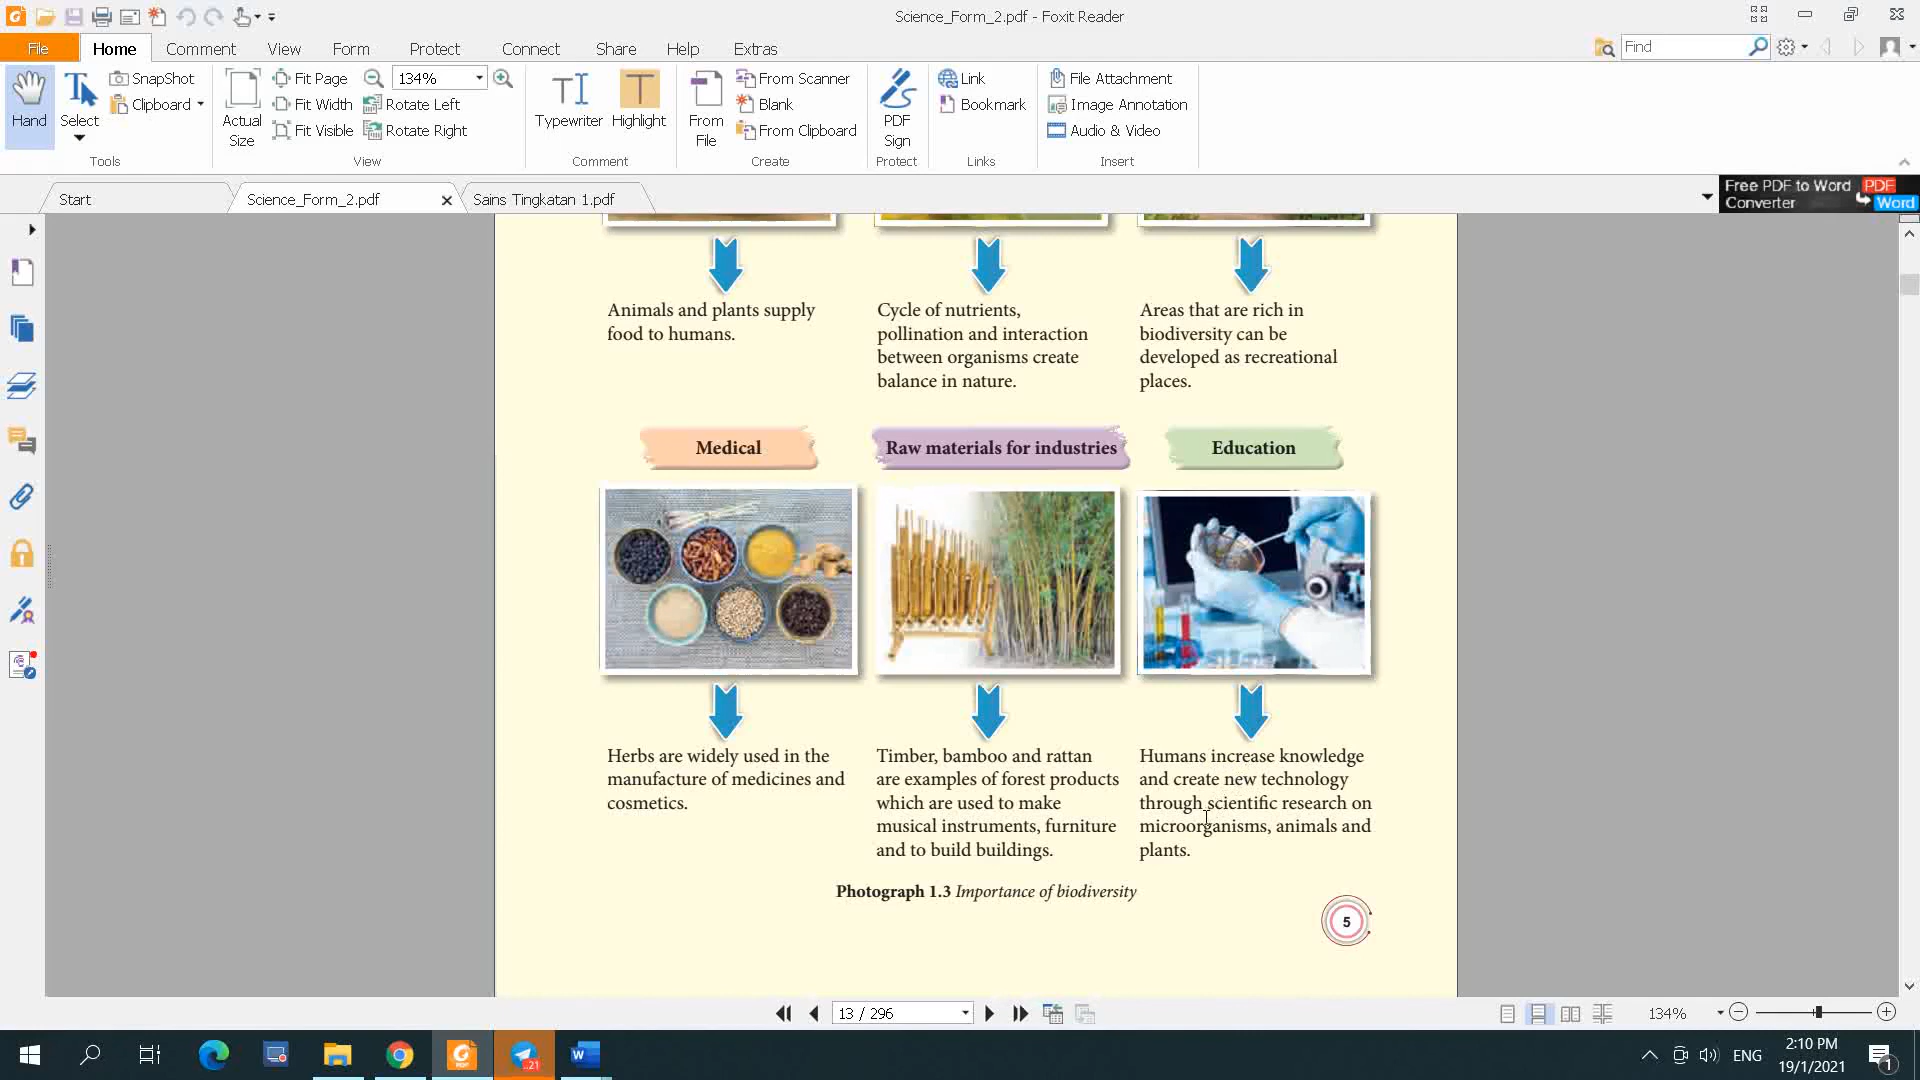 Science_Form_2.pdf - Foxit Reader
File Home Comment View Form Protect Connect Share Help Extras
Find
Hand
Select
SnapShot
Clipboard
Tools
Actual Size
Fit Page
Fit Width
Fit Visible
134%
Rotate Left
Rotate Right
View
Typewriter
Highlight
Comment
From File
From Scanner
Blank
From Clipboard
Create
PDF Sign
Protect
Link
Bookmark
Links
File Attachment
Image Annotation
Audio & Video
Insert
Start
Science_Form_2.pdf
Sains Tingkatan 1.pdf
Free PDF to Word
Converter
PDF
Word
Animals and plants supply
food to humans.
Cycle of nutrients,
pollination and interaction
between organisms create
balance in nature.
Areas that are rich in
biodiversity can be
developed as recreational
places.
Medical
Raw materials for industries
Education
Herbs are widely used in the
manufacture of medicines and
cosmetics.
Timber, bamboo and rattan
are examples of forest products
which are used to make
musical instruments, furniture
and to build buildings.
Humans increase knowledge
and create new technology
through scientific research on
microorganisms, animals and
plants.
Photograph 1.3 Importance of biodiversity
5
13 / 296
134%
..21
ENG
2:10 PM
19/1/2021
1